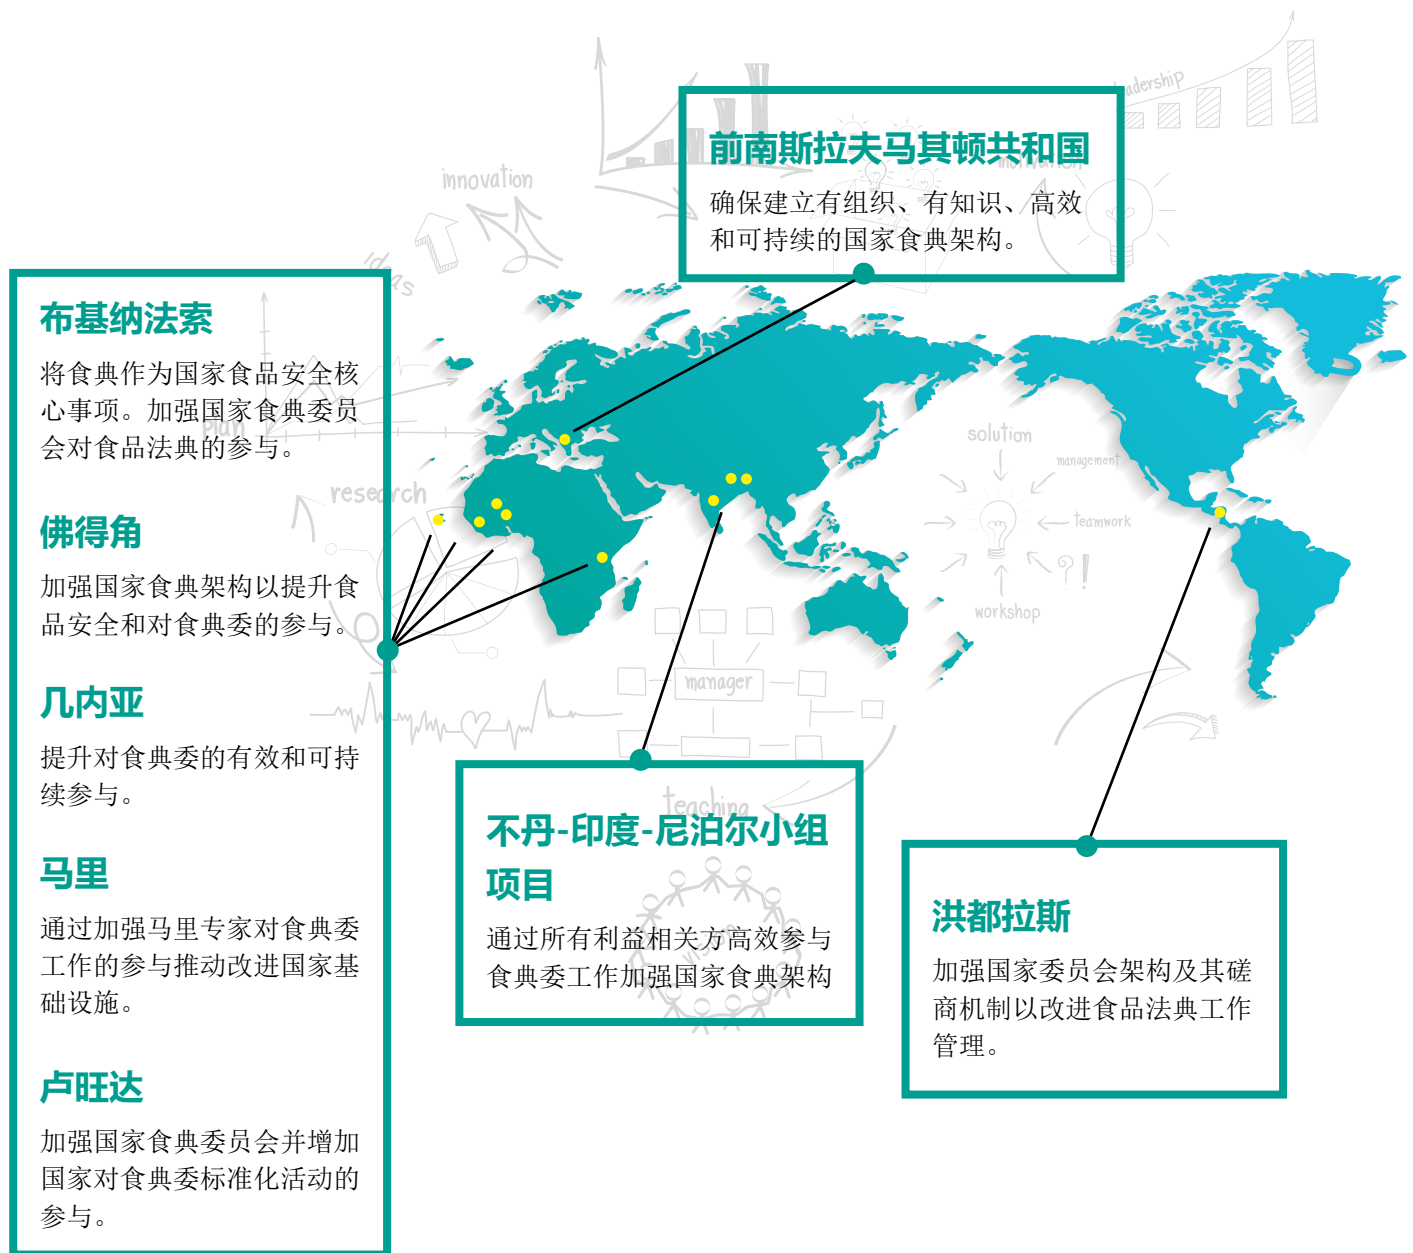 前南斯拉夫马其顿共和国
确保建立有组织、有知识、高效
和可持续的国家食典架构。
布基纳法索
将食典作为国家食品安全核
心事项。加强国家食典委员
会对食品法典的参与。
佛得角
加强国家食典架构以提升食
品安全和对食典委的参与。
几内亚
提升对食典委的有效和可持
续参与。
马里
通过加强马里专家对食典委
工作的参与推动改进国家基
础设施。
卢旺达
加强国家食典委员会并增加
国家对食典委标准化活动的
参与。
不丹-印度-尼泊尔小组
项目
通过所有利益相关方高效参与
食典委工作加强国家食典架构
洪都拉斯
加强国家委员会架构及其磋
商机制以改进食品法典工作
管理。
innovation
ideas
plan
research
solution
management
teamwork
workshop
manager
teaching
vision